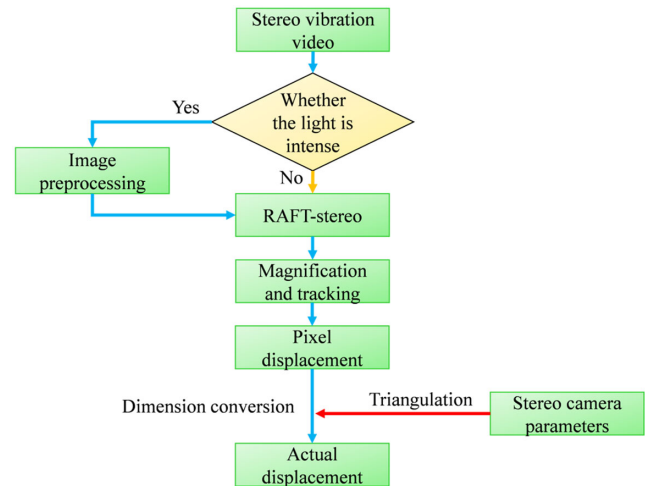 Stereo vibration
video
Yes
Whether
the light is
intense
Image
preprocessing
No
RAFT-stereo
Magnification
and tracking
Pixel
displacement
Dimension conversion
Triangulation
Stereo camera
parameters
Actual
displacement